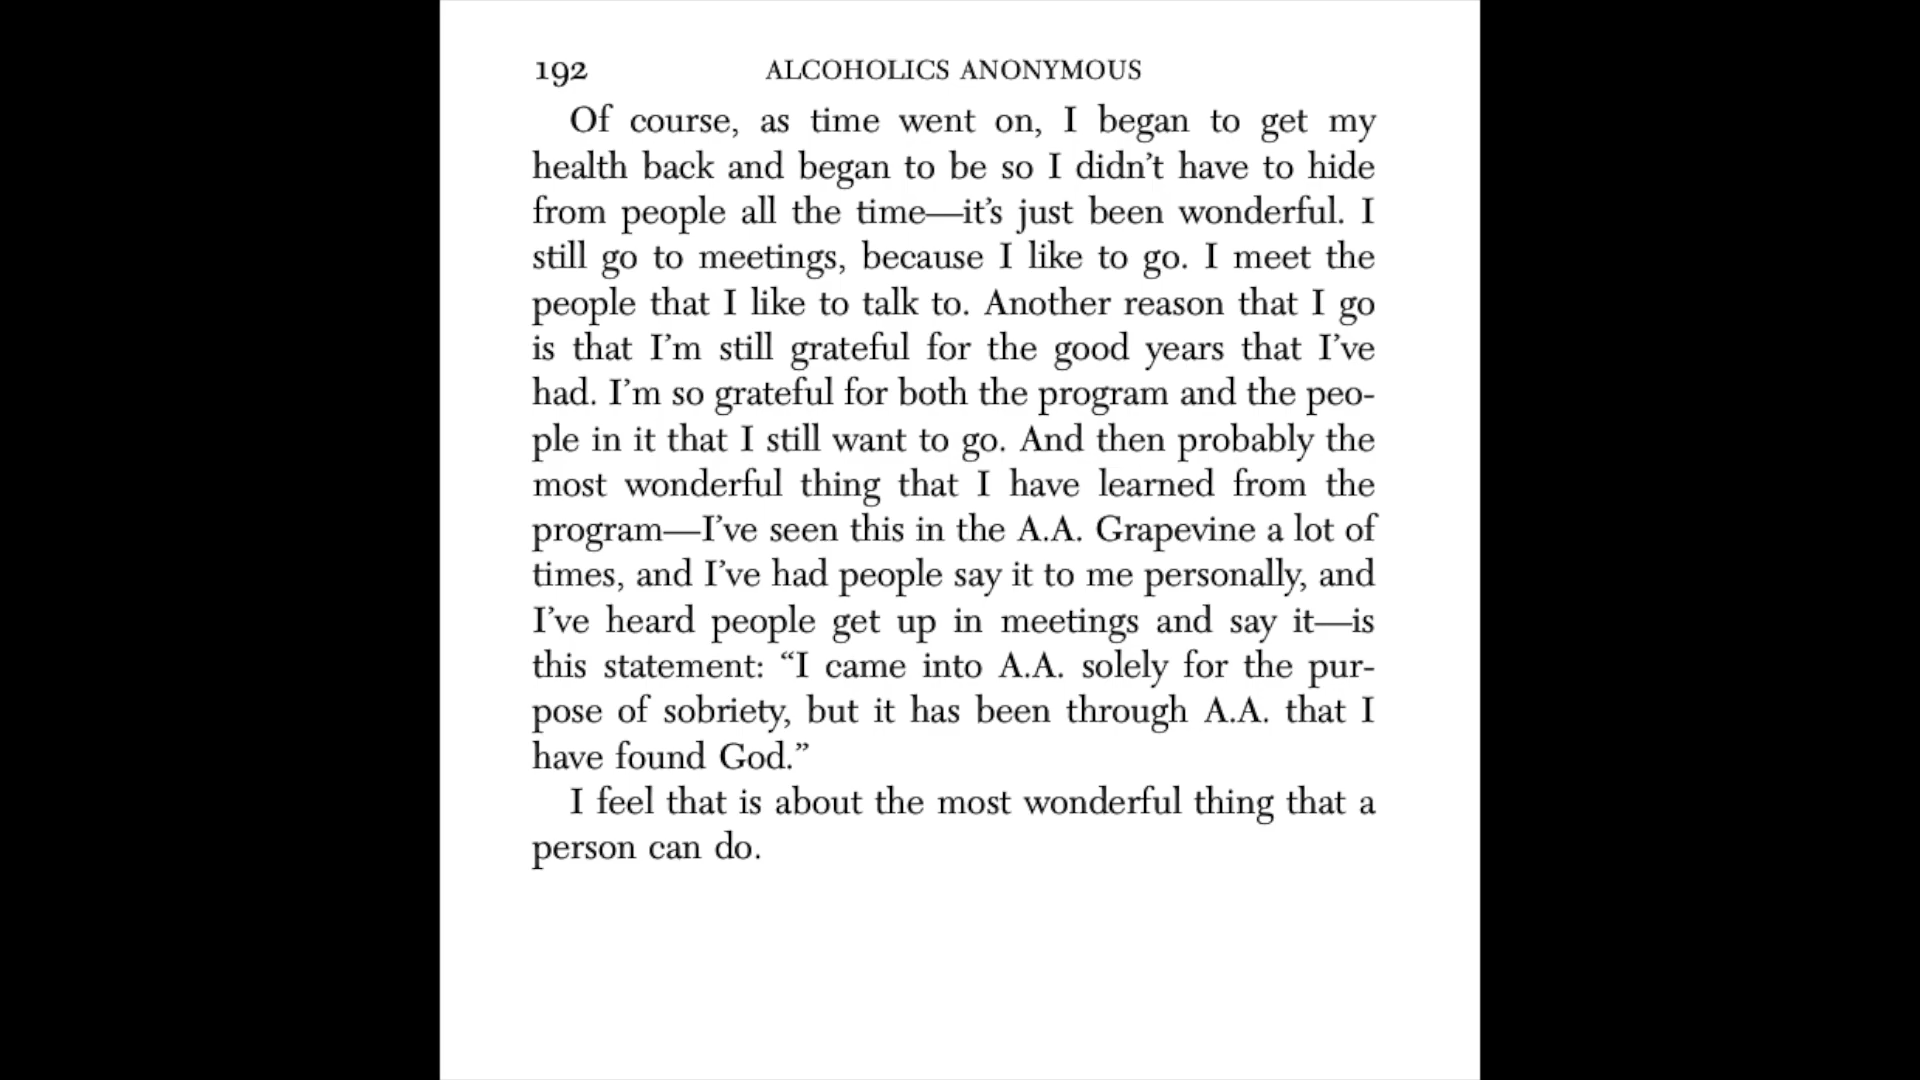 192 ALCOHOLICS ANONYMOUS
Of course, as time went on, I began to get my
health back and began to be so I didn’t have to hide
from people all the time—it’s just been wonderful. I
still go to meetings, because I like to go. I meet the
people that I like to talk to. Another reason that I go
is that I’m still grateful for the good years that I’ve
had. I’m so grateful for both the program and the peo-
ple in it that I still want to go. And then probably the
most wonderful thing that I have learned from the
program—I’ve seen this in the A.A. Grapevine a lot of
times, and I’ve had people say it to me personally, and
I’ve heard people get up in meetings and say it—is
this statement: “I came into A.A. solely for the pur-
pose of sobriety, but it has been through A.A. that I
have found God.”
I feel that is about the most wonderful thing that a
person can do.